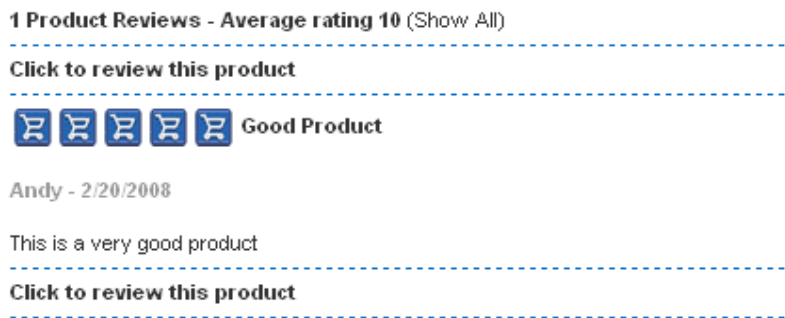 1 Product Reviews - Average rating 10 (Show All)
Click to review this product
Good Product
Andy - 2/20/2008
This is a very good product
Click to review this product